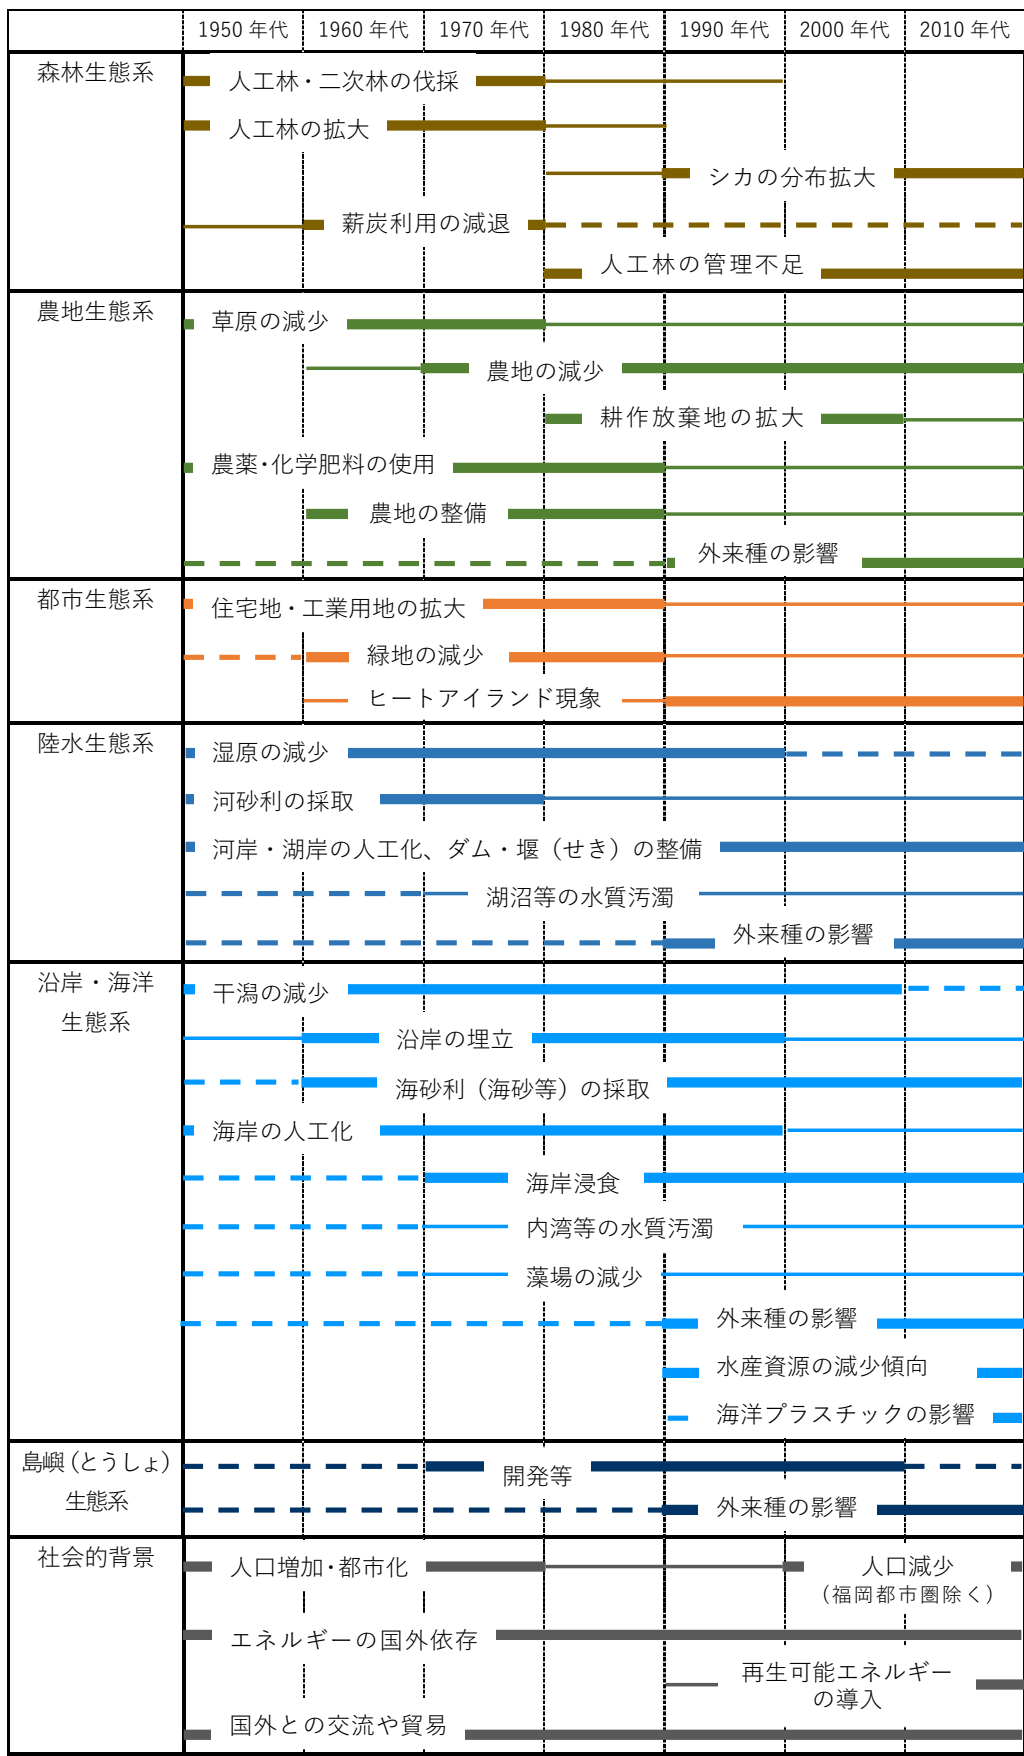 1950 年代 1960 年代 1970 年代 1980 年代 1990 年代 2000 年代 2010 年代
森林生態系
人工林・二次林の伐採
人工林の拡大
シカの分布拡大
薪炭利用の減退
人工林の管理不足
農地生態系
草原の減少
農地の減少
耕作放棄地の拡大
農薬・化学肥料の使用
農地の整備
外来種の影響
都市生態系
住宅地・工業用地の拡大
緑地の減少
ヒートアイランド現象
陸水生態系
湿原の減少
河砂利の採取
河岸・湖岸の人工化、ダム・堰（せき）の整備
湖沼等の水質汚濁
外来種の影響
沿岸・海洋
生態系
干潟の減少
沿岸の埋立
海砂利（海砂等）の採取
海岸の人工化
海岸浸食
内湾等の水質汚濁
藻場の減少
外来種の影響
水産資源の減少傾向
海洋プラスチックの影響
島嶼（とうしょ）
生態系
開発等
外来種の影響
社会的背景
人口増加・都市化
人口減少
（福岡都市圏除く）
エネルギーの国外依存
再生可能エネルギー
の導入
国外との交流や貿易